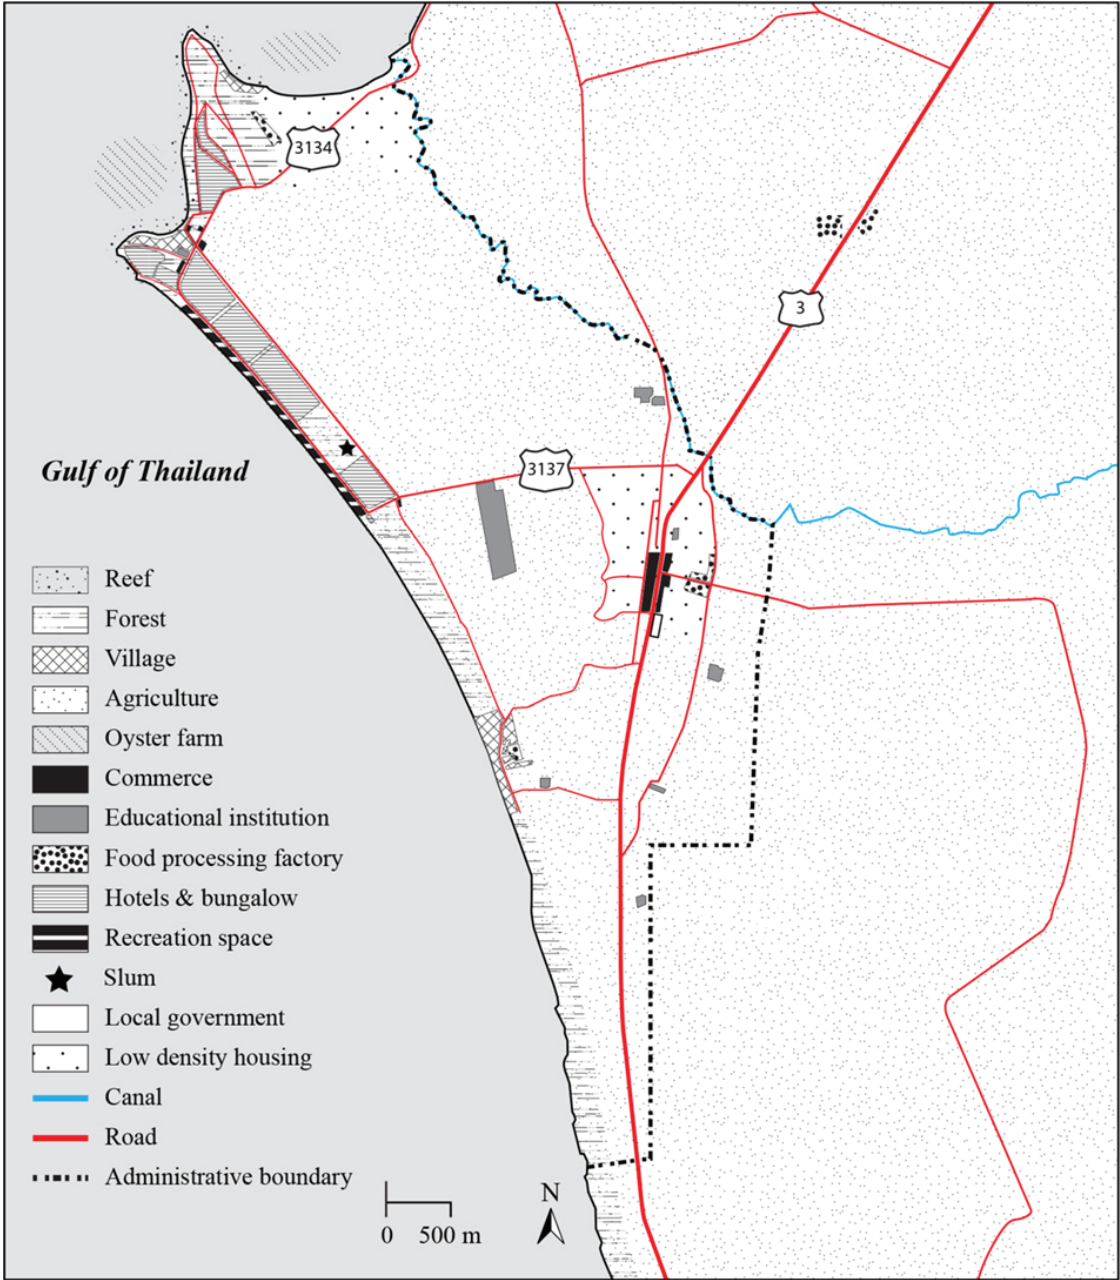 3134
3
3137
Gulf of Thailand
Reef
Forest
Village
Agriculture
Oyster farm
Commerce
Educational institution
Food processing factory
Hotels & bungalow
Recreation space
Slum
Local government
Low density housing
Canal
Road
Administrative boundary
N
0 500 m